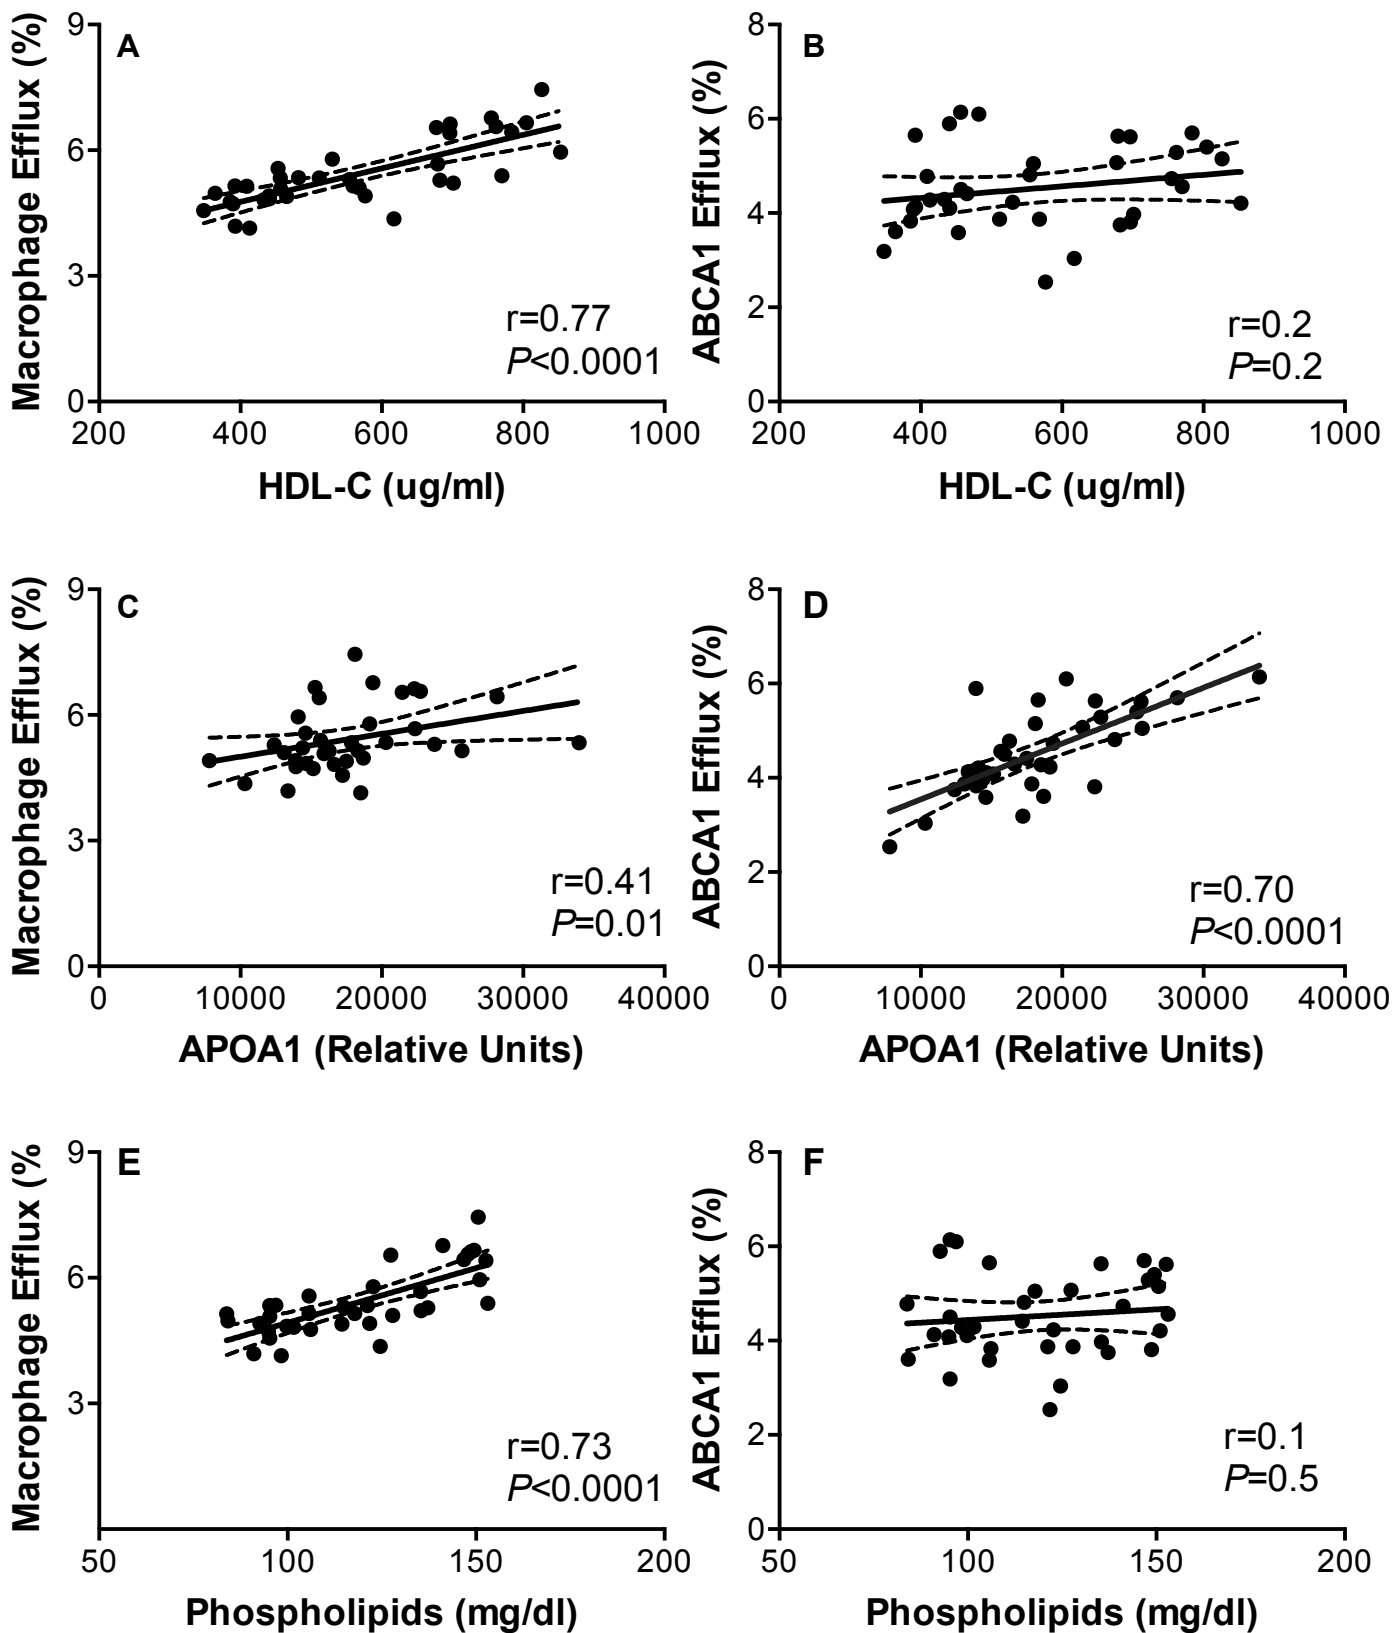 A
Macrophage Efflux (%)
9
6
3
0
r=0.77
P<0.0001
200 400 600 800 1000
HDL-C (ug/ml)
B
ABCA1 Efflux (%)
8
6
4
2
0
r=0.2
P=0.2
200 400 600 800 1000
HDL-C (ug/ml)
C
Macrophage Efflux (%)
9
6
3
0
r=0.41
P=0.01
0 10000 20000 30000 40000
APOA1 (Relative Units)
D
ABCA1 Efflux (%)
8
6
4
2
0
r=0.70
P<0.0001
0 10000 20000 30000 40000
APOA1 (Relative Units)
E
Macrophage Efflux (%
9
6
3
r=0.73
P<0.0001
50 100 150 200
Phospholipids (mg/dl)
F
ABCA1 Efflux (%)
8
6
4
2
0
r=0.1
P=0.5
50 100 150 200
Phospholipids (mg/dl)